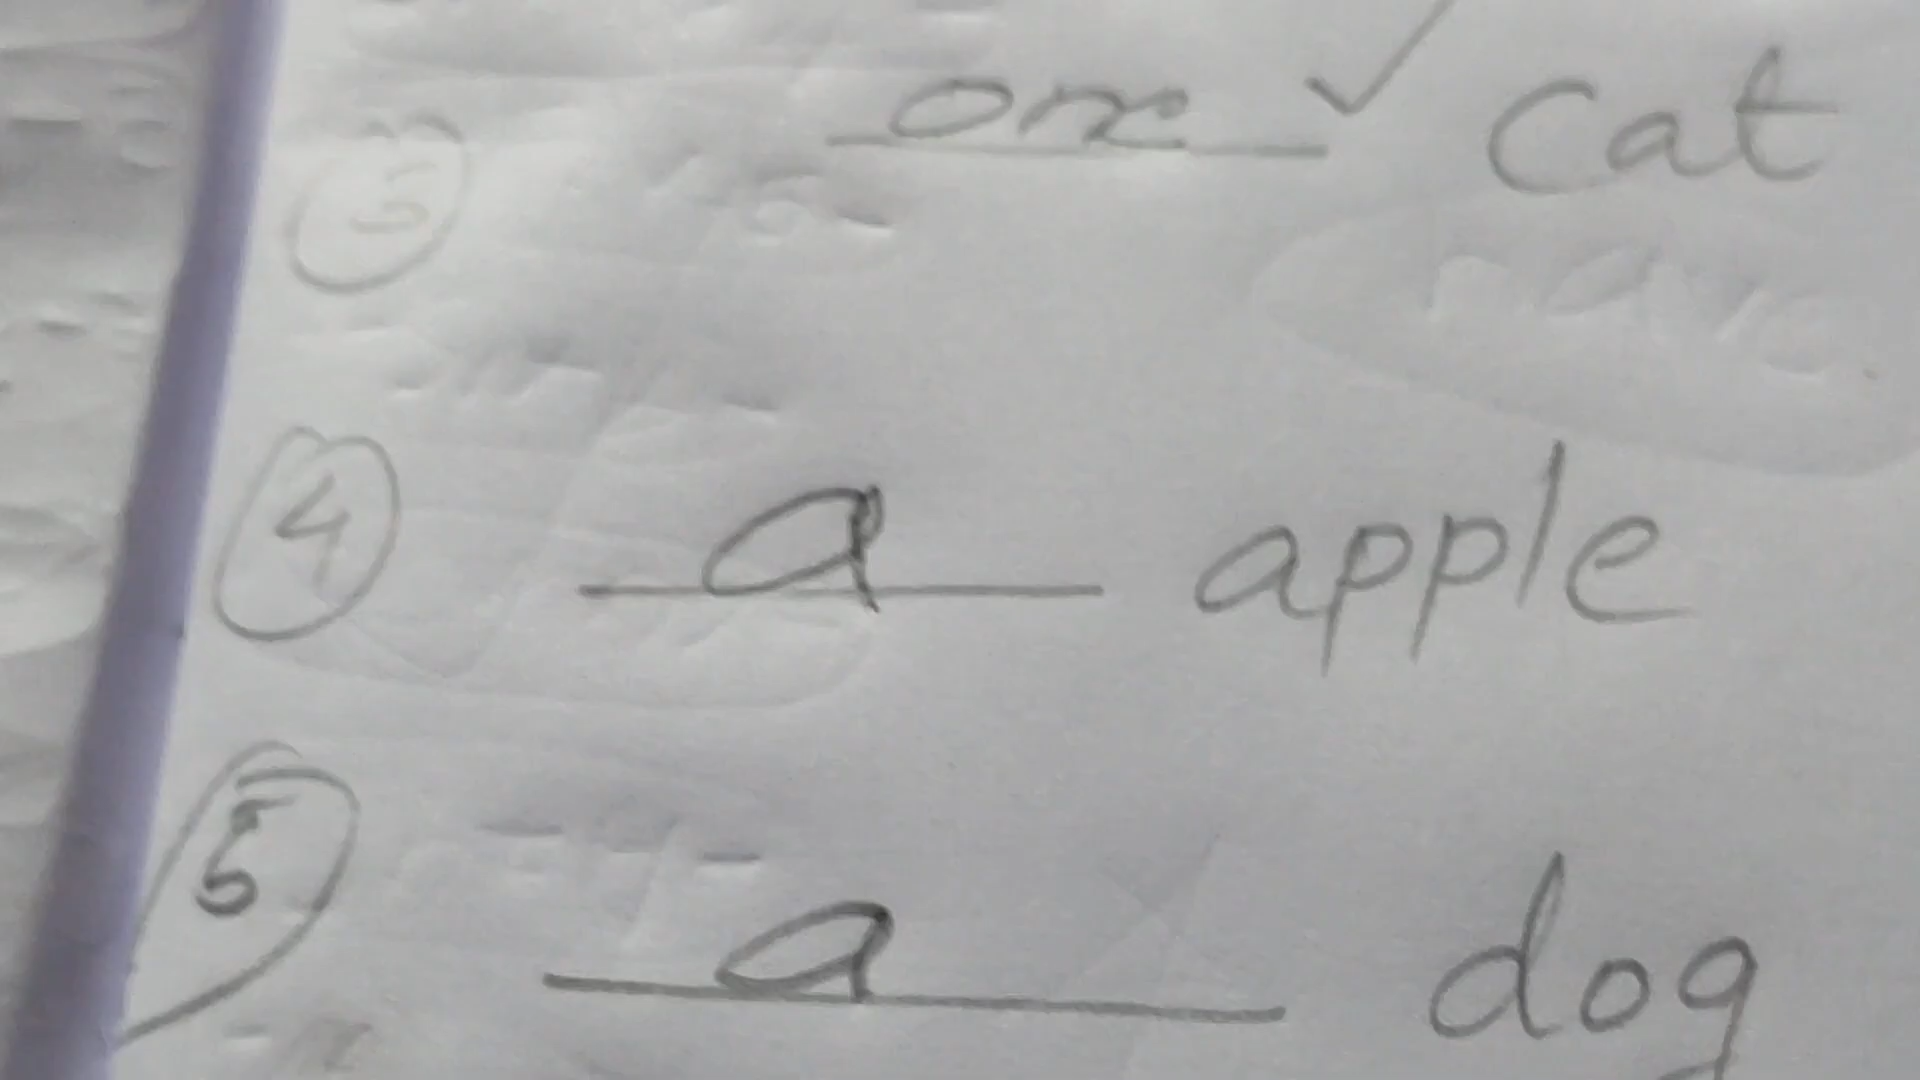 ③ one ✓ cat
④ a apple
⑤ a dog